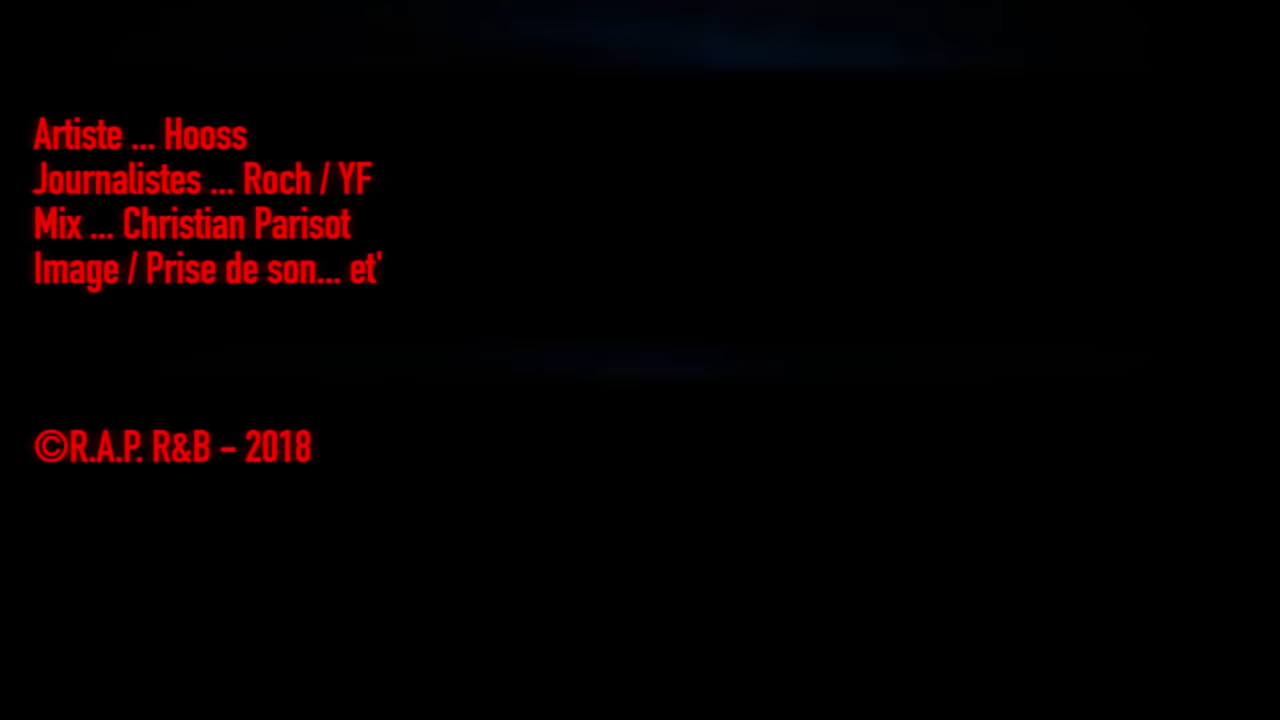 Artiste ... Hooss
Journalistes ... Roch / YF
Mix ... Christian Parisot
Image / Prise de son... et'
©R.A.P. R&B – 2018